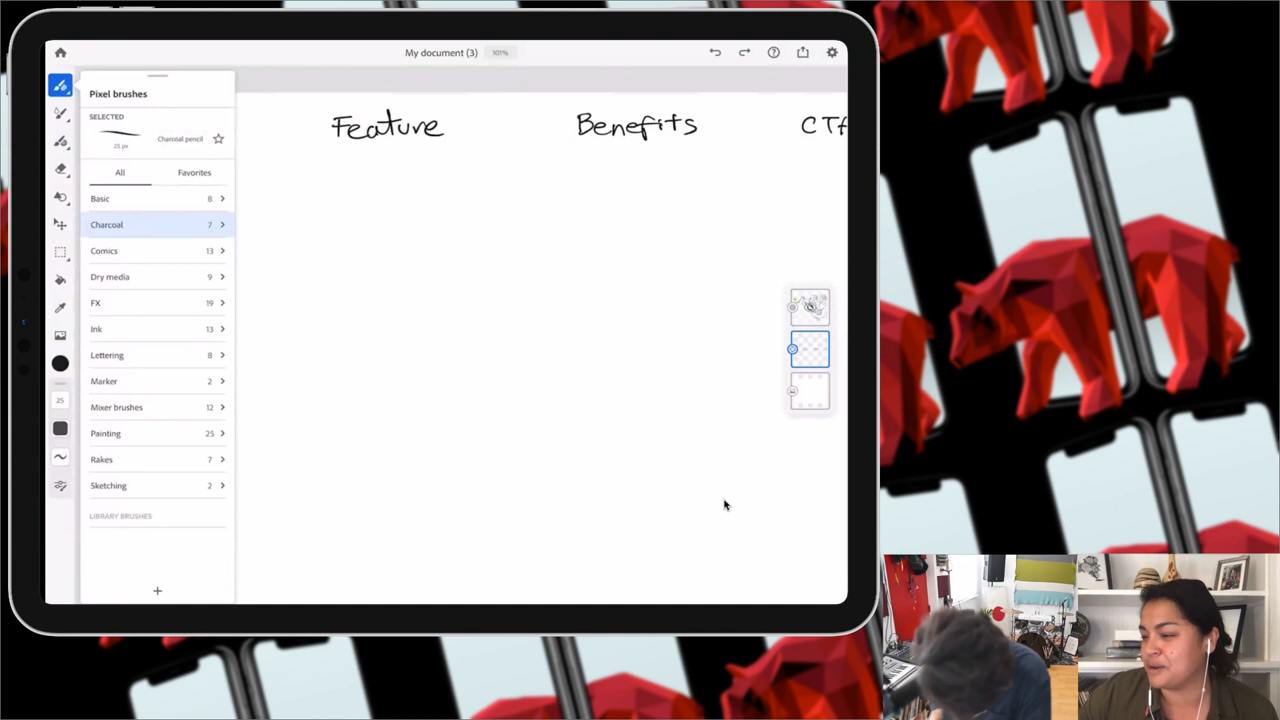 My document (3) 101%
Pixel brushes
SELECTED
25 px
Charcoal pencil
All Favorites
Basic 8
Charcoal 7
Comics 13
Dry media 9
FX 19
Ink 13
Lettering 8
Marker 2
Mixer brushes 12
Painting 25
Rakes 7
Sketching 2
LIBRARY BRUSHES
+
25
Feature Benefits CTA